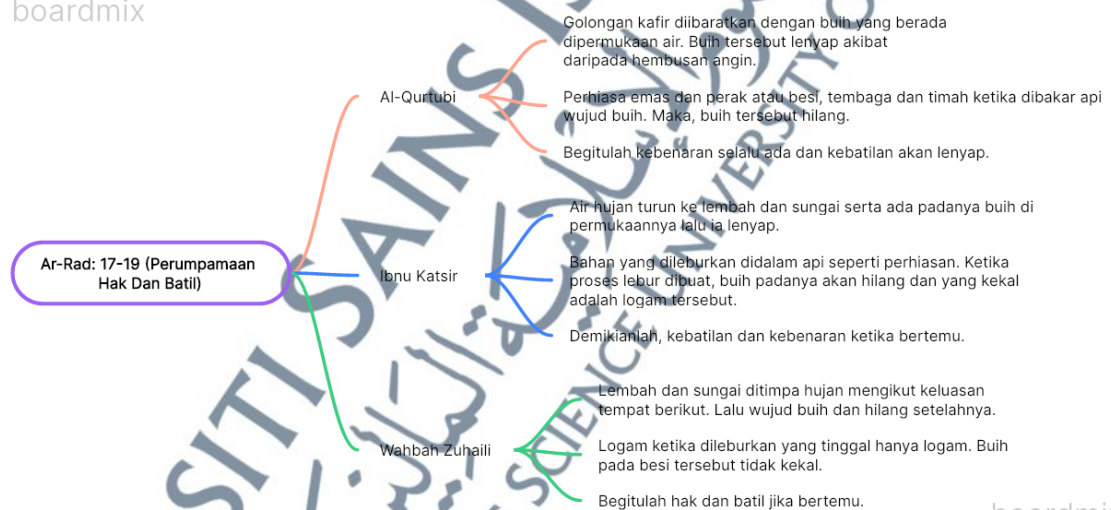 boardmix
Golongan kafir diibaratkan dengan buih yang berada
dipermukaan air. Buih tersebut lenyap akibat
daripada hembusan angin.
Al-Qurtubi
Perhiasa emas dan perak atau besi, tembaga dan timah ketika dibakar api
wujud buih. Maka, buih tersebut hilang.
Begitulah kebenaran selalu ada dan kebatilan akan lenyap.
Air hujan turun ke lembah dan sungai serta ada padanya buih di
permukaannya lalu ia lenyap.
Ar-Rad: 17-19 (Perumpamaan
Hak Dan Batil)
Ibnu Katsir
Bahan yang dileburkan didalam api seperti perhiasan. Ketika
proses lebur dibuat, buih padanya akan hilang dan yang kekal
adalah logam tersebut.
Demikianlah, kebatilan dan kebenaran ketika bertemu.
Lembah dan sungai ditimpa hujan mengikut keluasan
tempat berikut. Lalu wujud buih dan hilang setelahnya.
Wahbah Zuhaili
Logam ketika dileburkan yang tinggal hanya logam. Buih
pada besi tersebut tidak kekal.
Begitulah hak dan batil jika bertemu.
SITI SAINS
SCIENCE UNIVERSITY